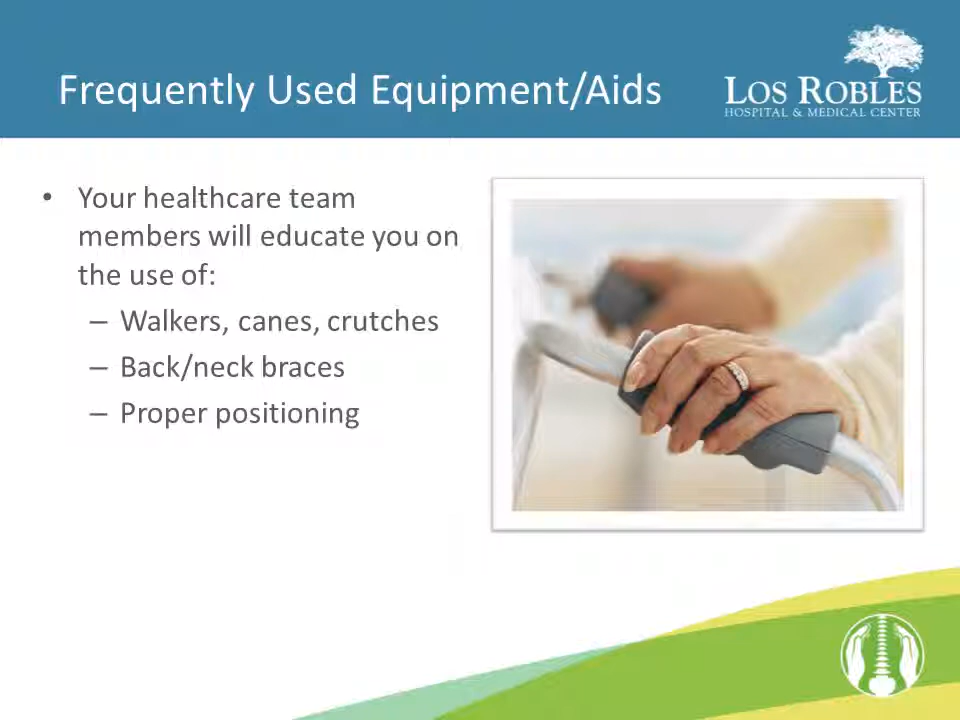 Frequently Used Equipment/Aids
LOS ROBLES
HOSPITAL & MEDICAL CENTER
• Your healthcare team
members will educate you on
the use of:
– Walkers, canes, crutches
– Back/neck braces
– Proper positioning